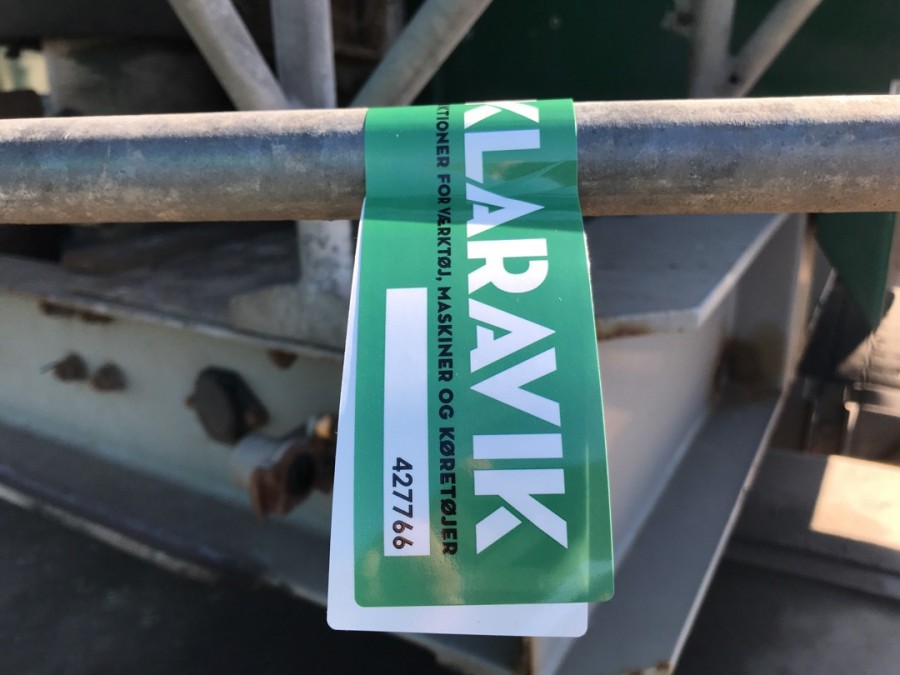 KLARAVIK
KTIONER FOR VÆRKTØJ, MASKINER OG KØRETØJER
427766